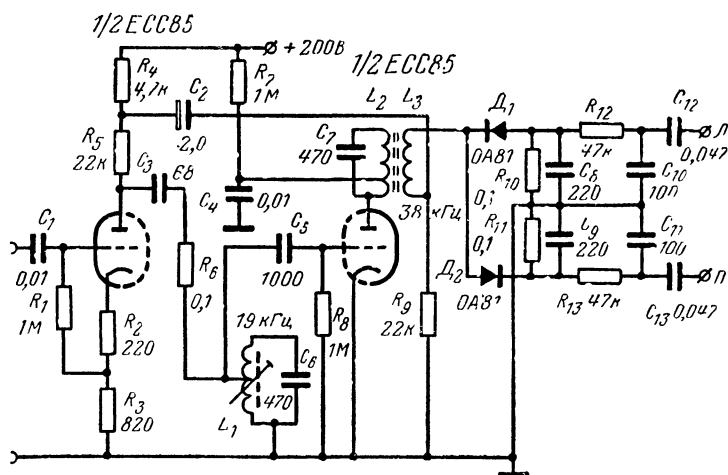 1/2 ECC85
+ 200В
1/2 ECC85
R4
4,7к
C2
2,0
R7
1М
L2 L3
Д1
0А81
R12
47к
C12
0,047
Л
R5
22к
C3
68
C7
470
C4
0,01
38 кГц
0,1
R10
C8
220
C10
100
C1
0,01
R6
0,1
C5
1000
R11
0,1
C9
220
C11
100
Д2
0А81
R13 47к
C13 0,047
П
R1
1М
R2
220
R3
820
19 кГц
C6
470
L1
R8
1М
R9
22к